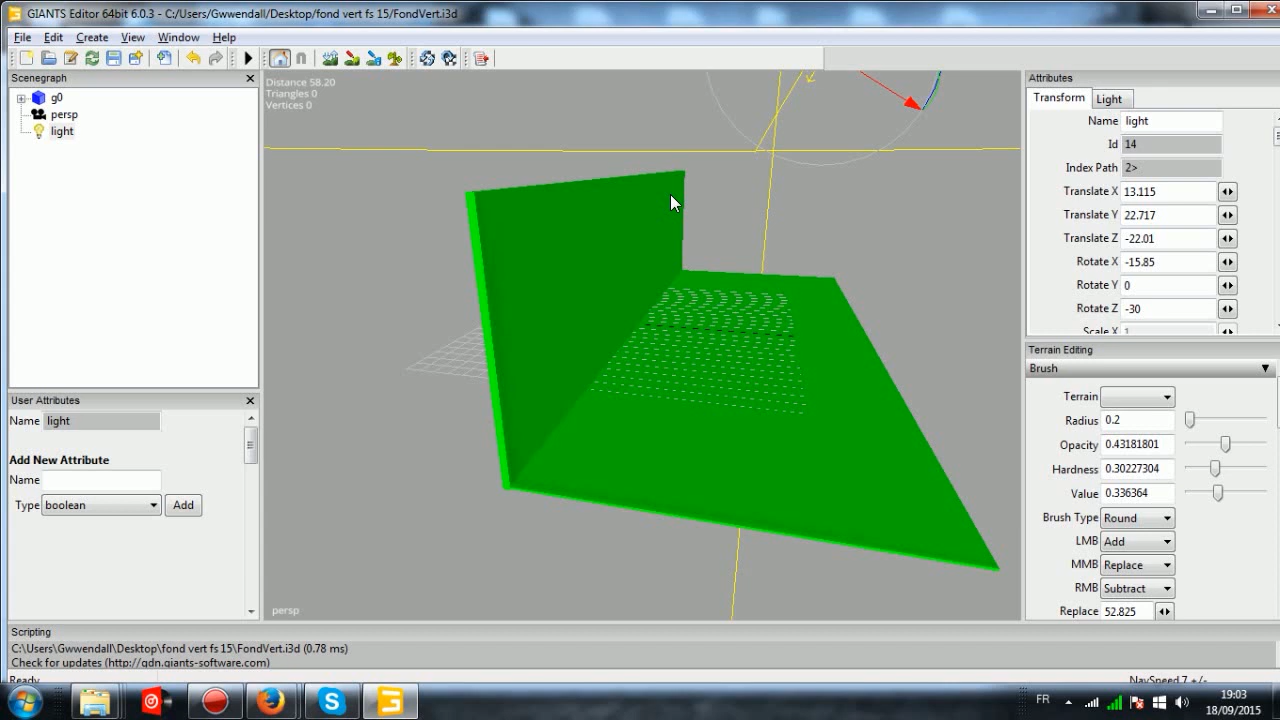 GIANTS Editor 64bit 6.0.3 - C:/Users/Gwwendall/Desktop/fond vert fs 15/FondVert.i3d
File Edit Create View Window Help
Scenegraph
g0
persp
light
User Attributes
Name light
Add New Attribute
Name
Type boolean Add
Distance 58.20
Triangles 0
Vertices 0
persp
Attributes
Transform Light
Name light
Id 14
Index Path 2>
Translate X 13.115
Translate Y 22.717
Translate Z -22.01
Rotate X -15.85
Rotate Y 0
Rotate Z -30
Scale X 1
Terrain Editing
Brush
Terrain
Radius 0.2
Opacity 0.43181801
Hardness 0.30227304
Value 0.336364
Brush Type Round
LMB Add
MMB Replace
RMB Subtract
Replace 52.825
Scripting
C:\Users\Gwwendall\Desktop\fond vert fs 15\FondVert.i3d (0.78 ms)
Check for updates (http://gdn.giants-software.com)
Ready NavSpeed 7 +/-
FR 19:03
18/09/2015